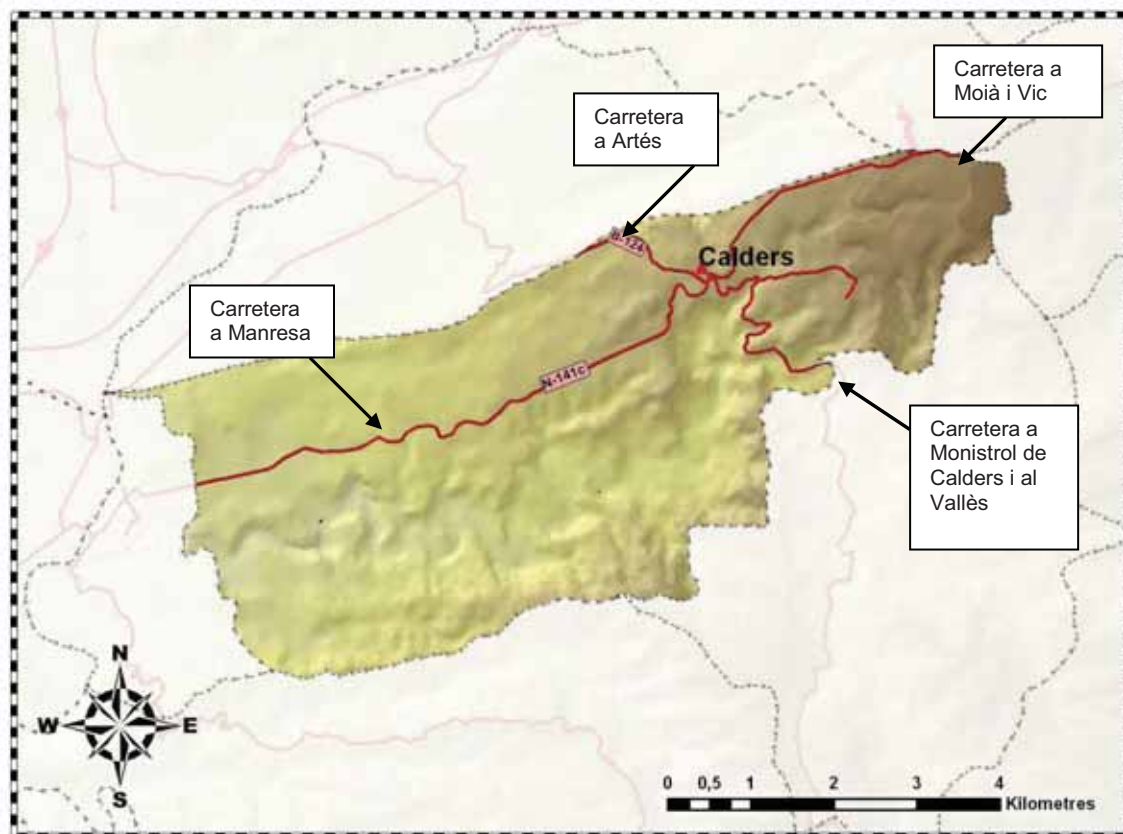 Carretera a
Moià i Vic
Carretera
a Artés
B-124
Calders
Carretera
a Manresa
N-141c
Carretera a
Monistrol de
Calders i al
Vallès
N
W E
S
0 0,5 1 2 3 4
Kilometres